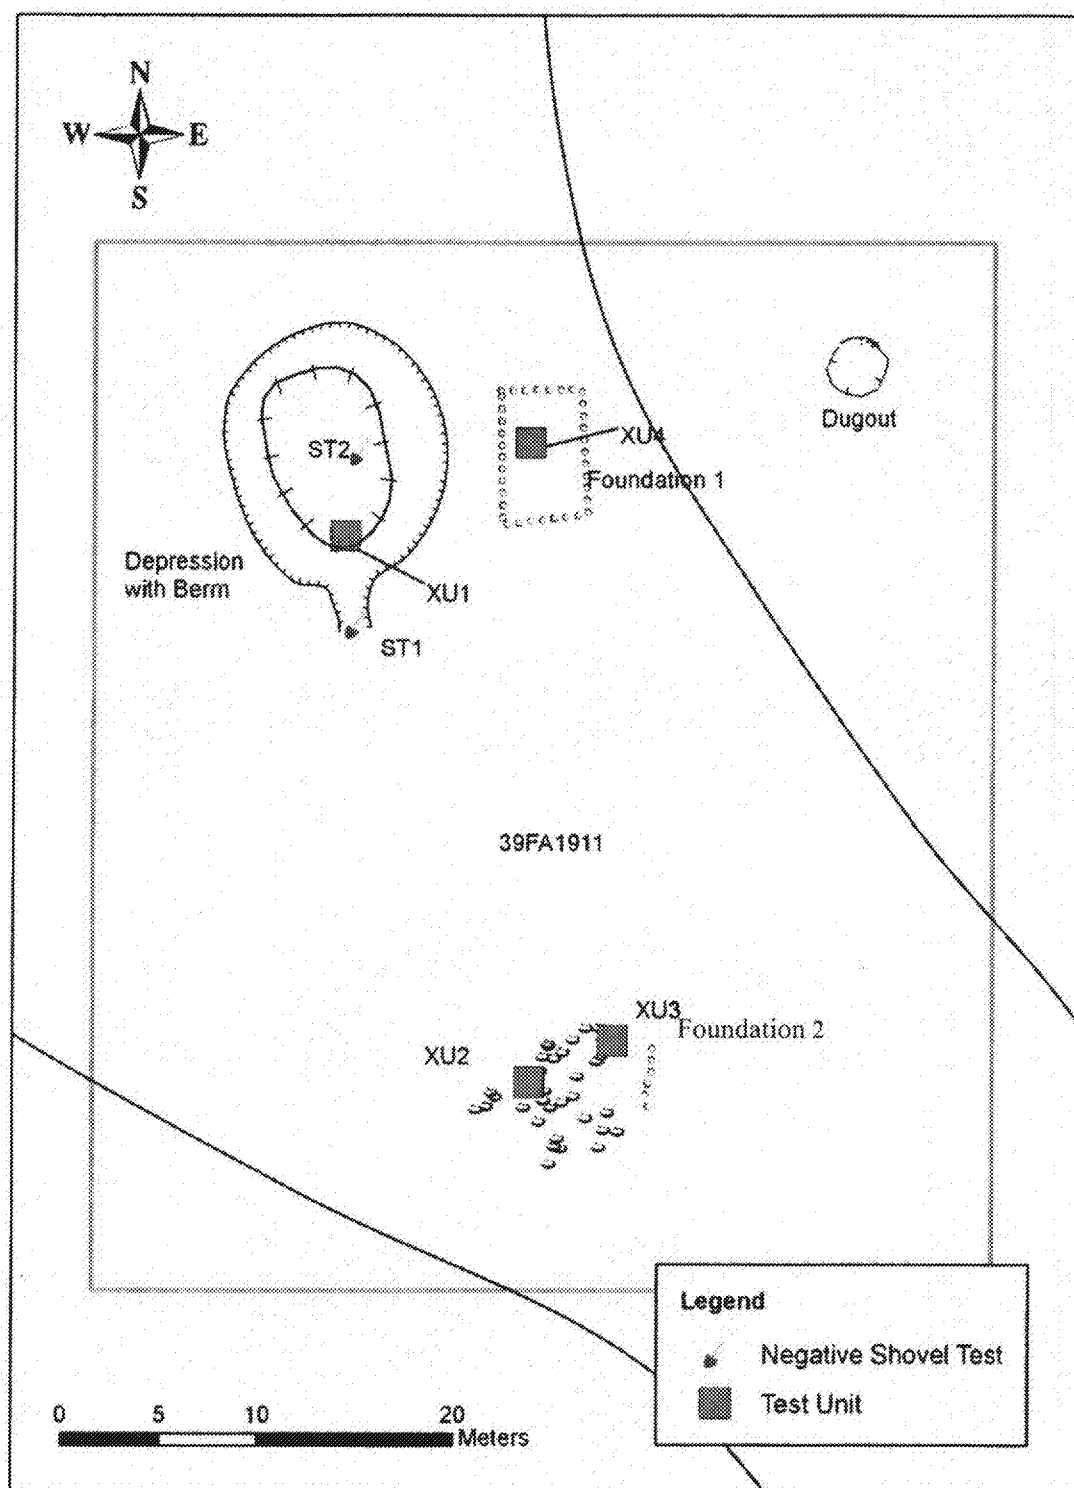 N
W E
S
Dugout
ST2
XU4
Foundation 1
Depression
with Berm
XU1
ST1
39FA1911
XU3
Foundation 2
XU2
Legend
Negative Shovel Test
Test Unit
0 5 10 20
Meters